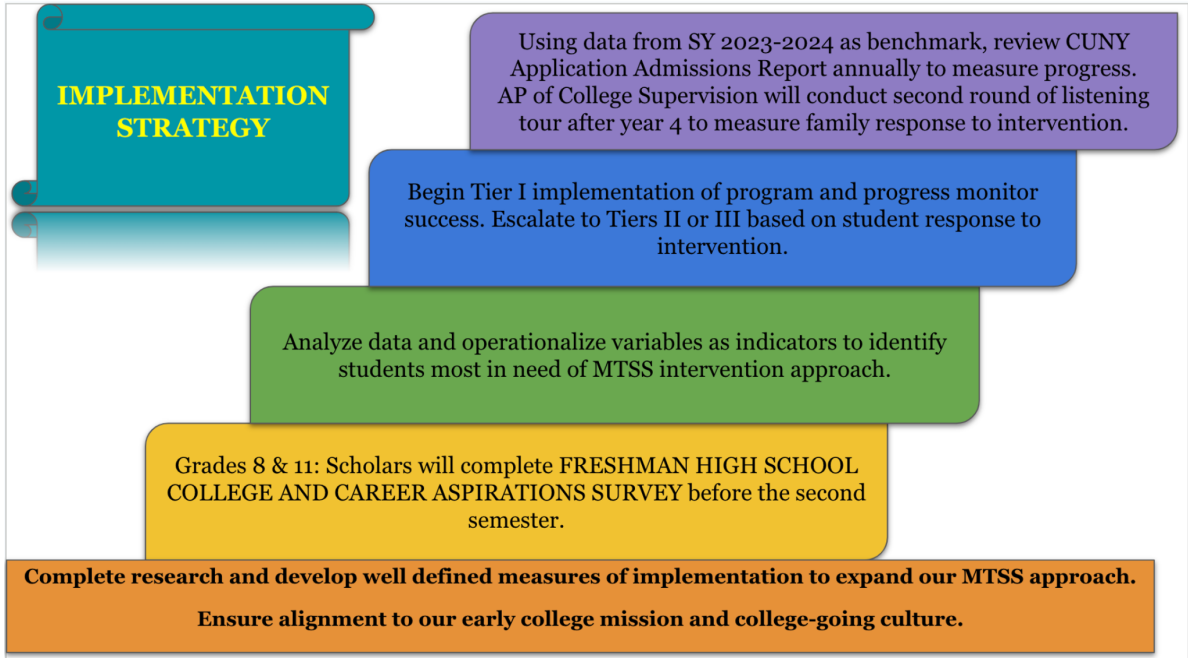 IMPLEMENTATION
STRATEGY
Using data from SY 2023-2024 as benchmark, review CUNY
Application Admissions Report annually to measure progress.
AP of College Supervision will conduct second round of listening
tour after year 4 to measure family response to intervention.
Begin Tier I implementation of program and progress monitor
success. Escalate to Tiers II or III based on student response to
intervention.
Analyze data and operationalize variables as indicators to identify
students most in need of MTSS intervention approach.
Grades 8 & 11: Scholars will complete FRESHMAN HIGH SCHOOL
COLLEGE AND CAREER ASPIRATIONS SURVEY before the second
semester.
Complete research and develop well defined measures of implementation to expand our MTSS approach.
Ensure alignment to our early college mission and college-going culture.